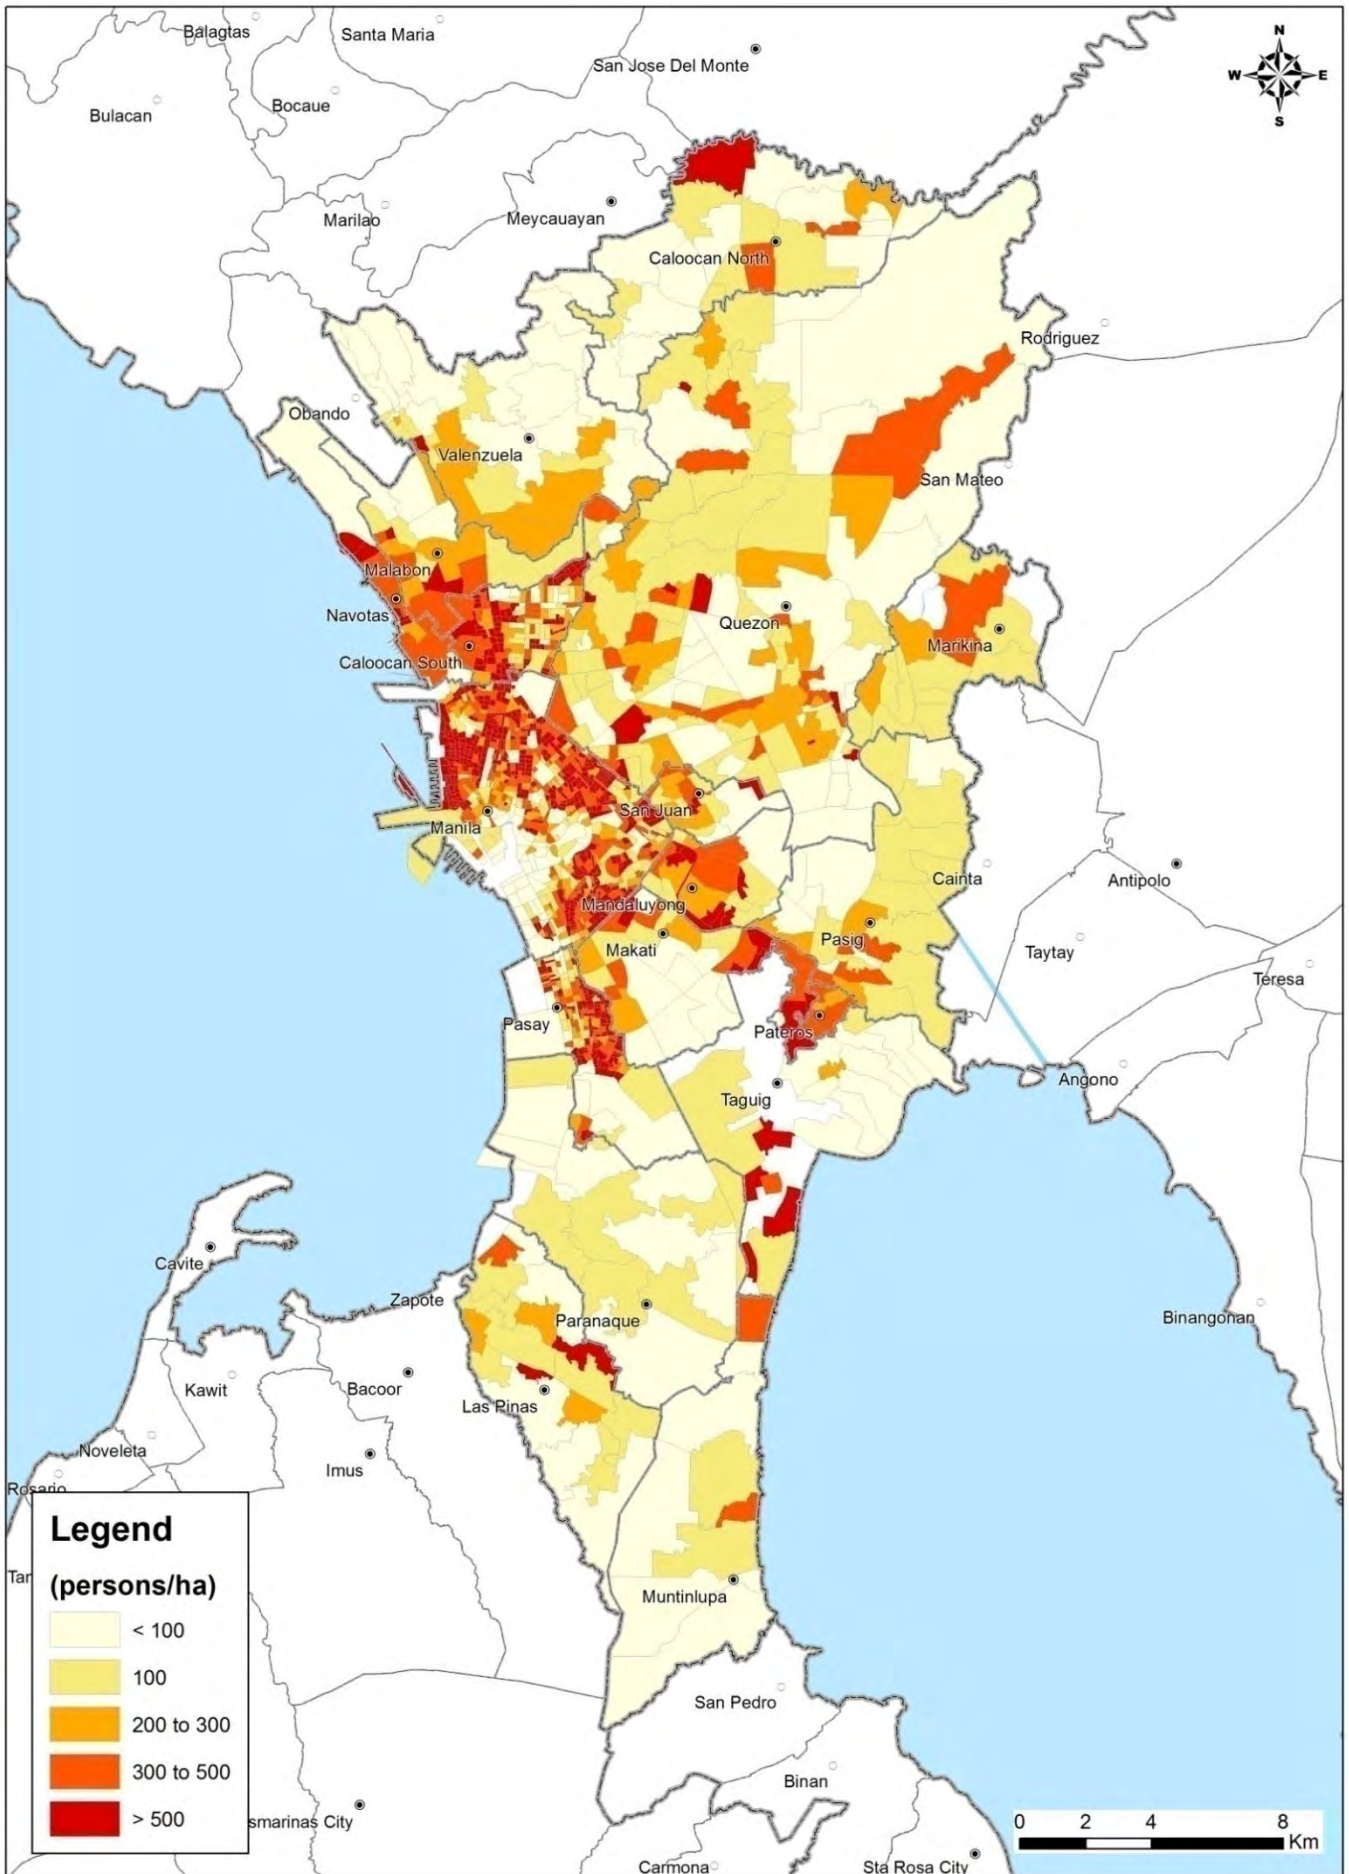 Balagtas
Santa Maria
San Jose Del Monte
N
W
E
S
Bulacan
Bocaue
Marilao
Meycauayan
Caloocan North
Rodriguez
Obando
Valenzuela
San Mateo
Malabon
Navotas
Quezon
Marikina
Caloocan South
San Juan
Manila
Cainta
Antipolo
Mandaluyong
Makati
Pasig
Taytay
Teresa
Pasay
Pateros
Taguig
Angono
Cavite
Zapote
Paranaque
Binangonan
Kawit
Bacoor
Las Pinas
Noveleta
Imus
Rosario
Tar
Muntinlupa
San Pedro
Binan
smarinas City
Carmona
Sta Rosa City
Legend
(persons/ha)
< 100
100
200 to 300
300 to 500
> 500
0 2 4 8
Km